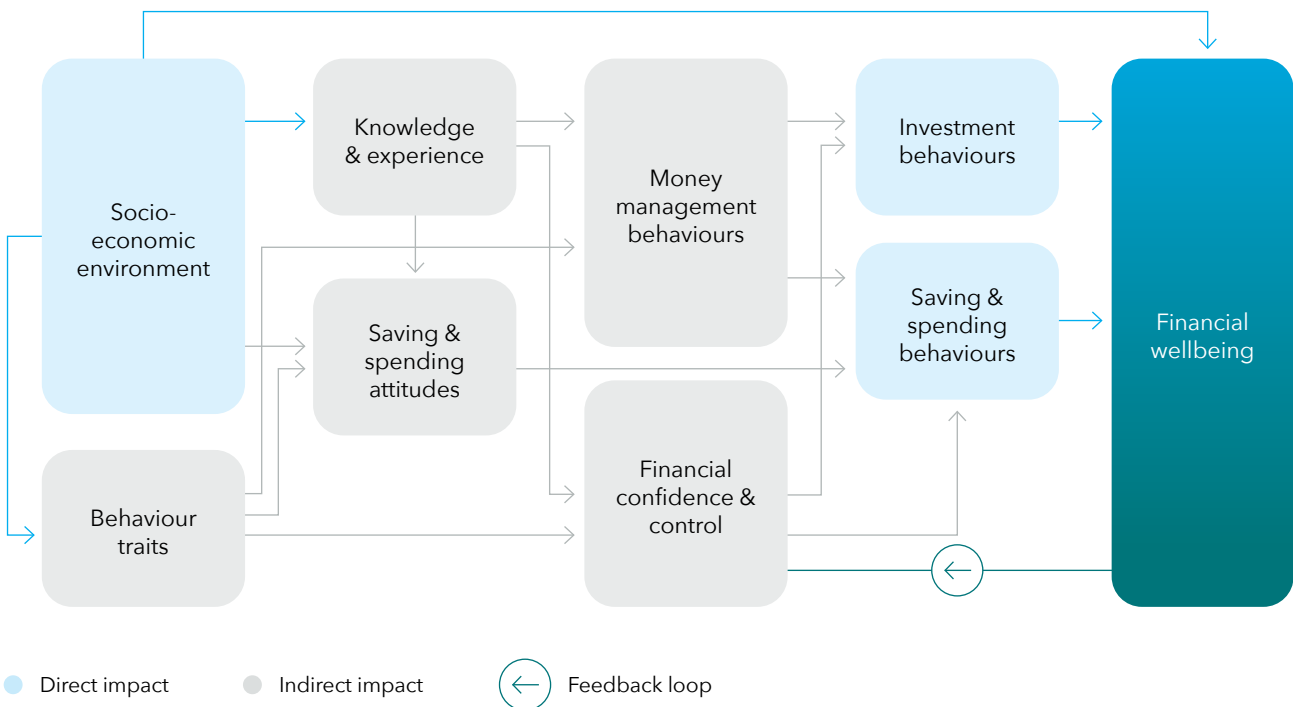 Socio-
economic
environment
Knowledge
& experience
Money
management
behaviours
Investment
behaviours
Saving &
spending
attitudes
Saving &
spending
behaviours
Financial
wellbeing
Behaviour
traits
Financial
confidence &
control
Direct impact
Indirect impact
Feedback loop